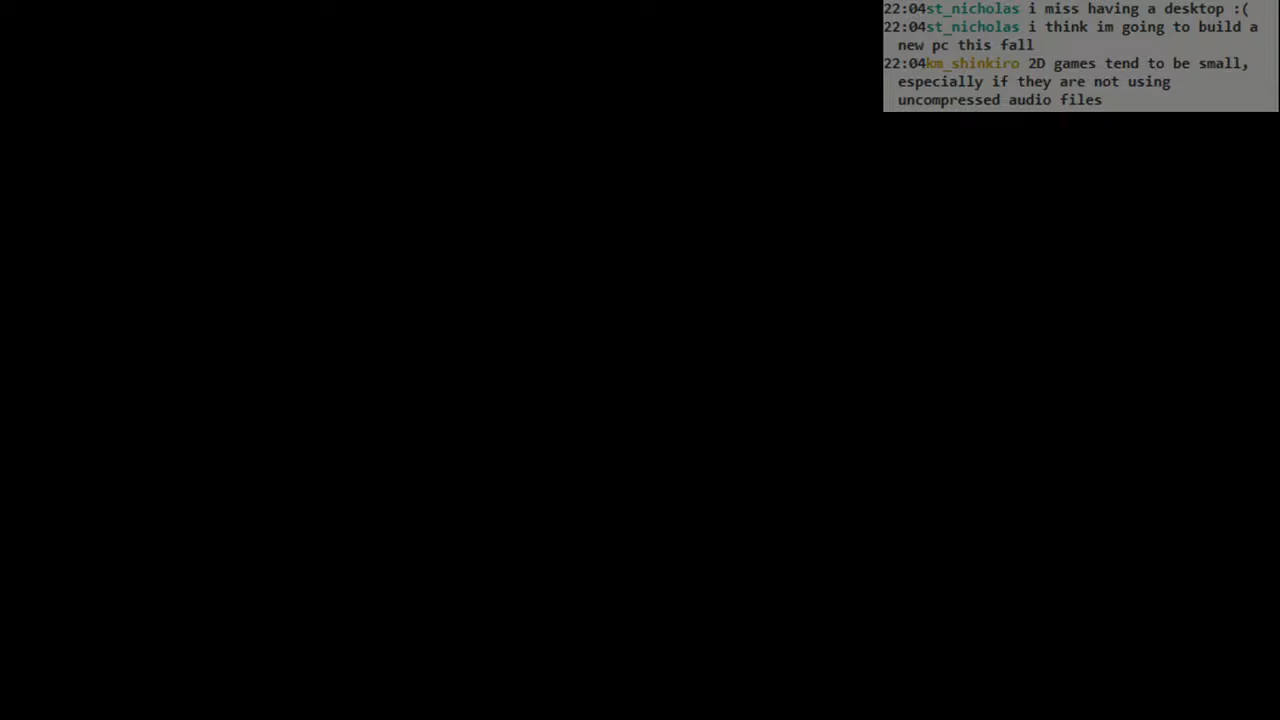 22:04st_nicholas i miss having a desktop :(
22:04st_nicholas i think im going to build a
new pc this fall
22:04km_shinkiro 2D games tend to be small,
especially if they are not using
uncompressed audio files